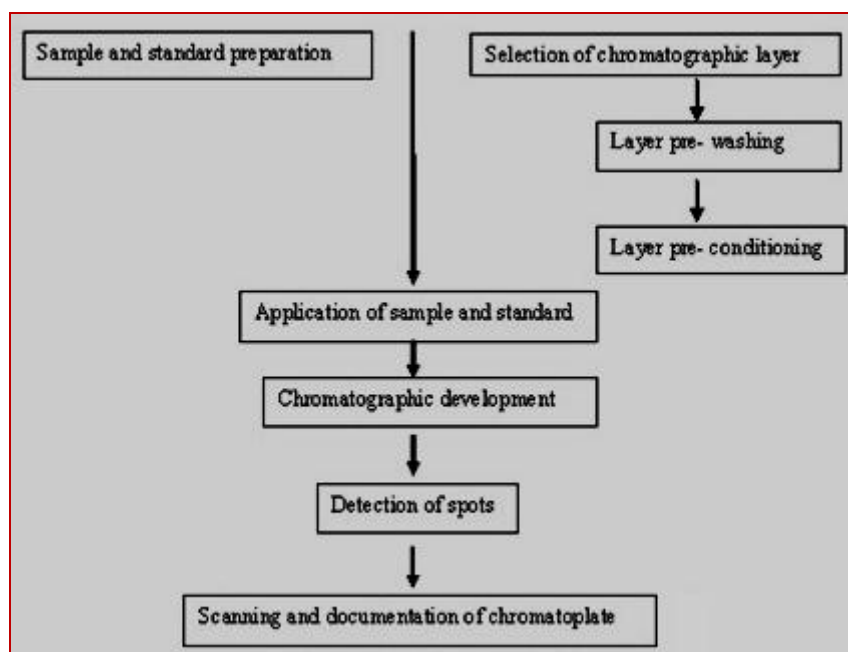 Sample and standard preparation
Selection of chromatographic layer
Layer pre- washing
Layer pre- conditioning
Application of sample and standard
Chromatographic development
Detection of spots
Scanning and documentation of chromatoplate